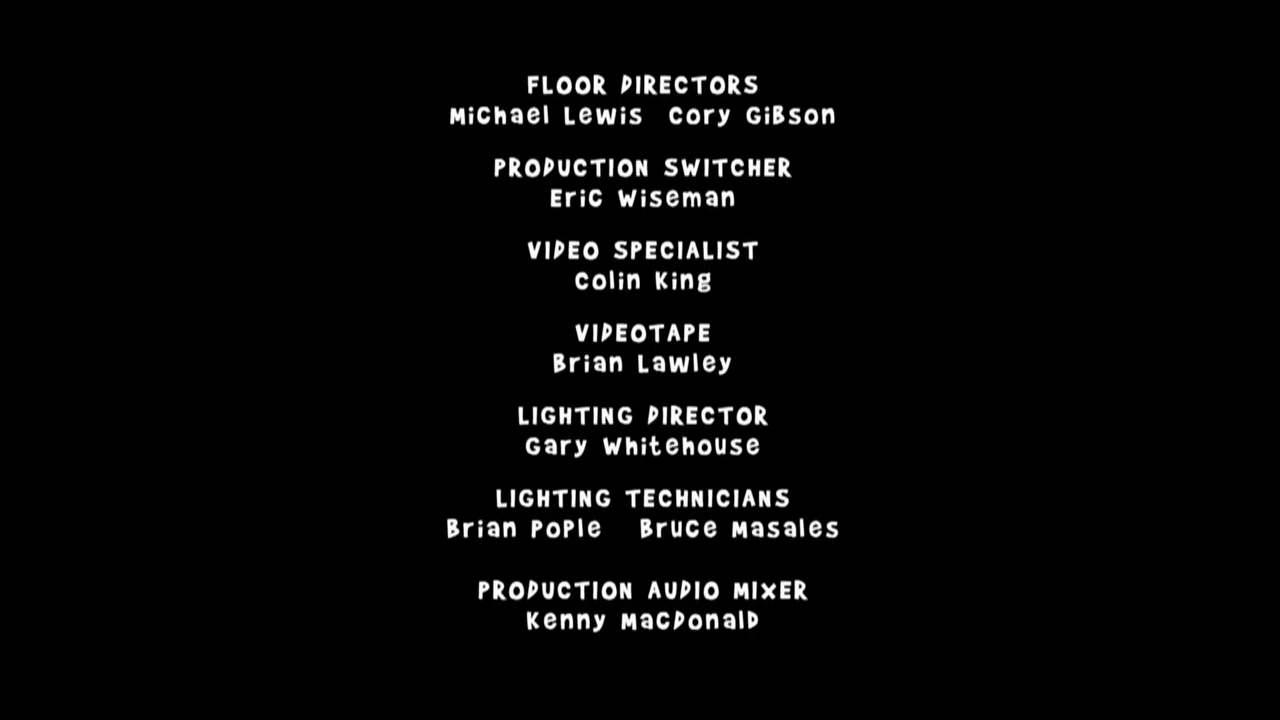 FLOOR DIRECTORS
Michael Lewis Cory Gibson
PRODUCTION SWITCHER
Eric Wiseman
VIDEO SPECIALIST
Colin King
VIDEOTAPE
Brian Lawley
LIGHTING DIRECTOR
Gary Whitehouse
LIGHTING TECHNICIANS
Brian Pople Bruce Masales
PRODUCTION AUDIO MIXER
Kenny MacDonald